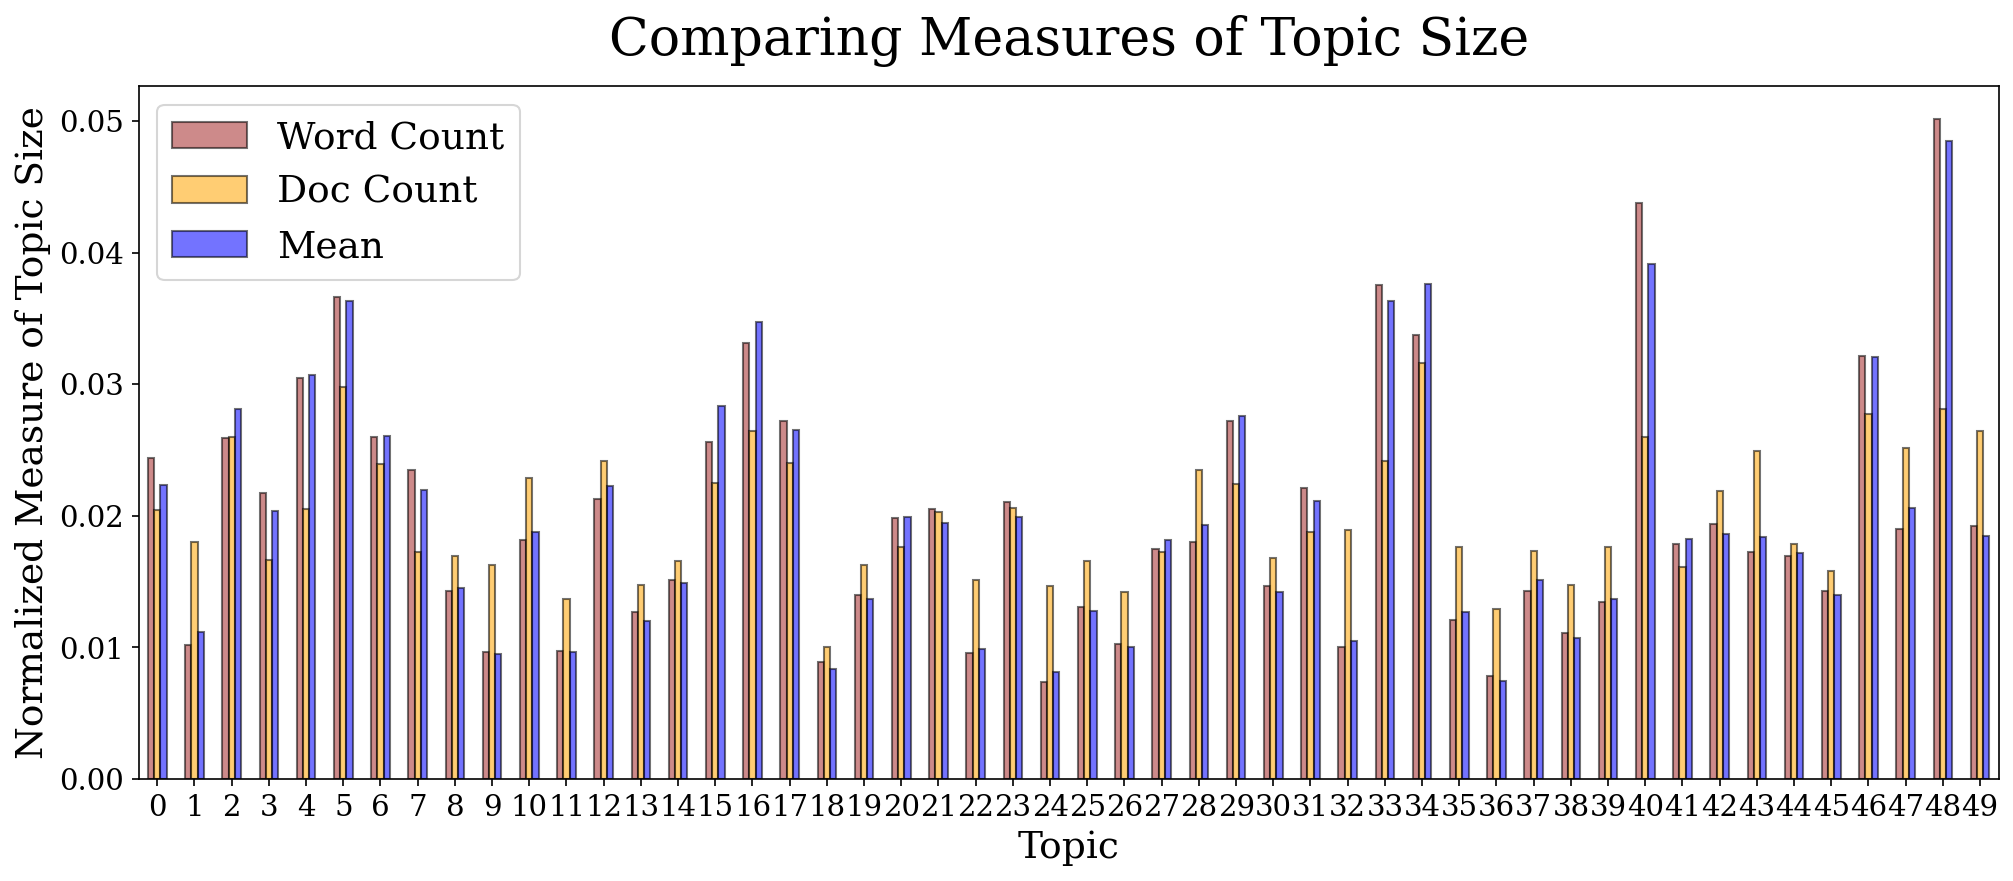 Comparing Measures of Topic Size
Normalized Measure of Topic Size
0.05
0.04
0.03
0.02
0.01
0.00
Word Count
Doc Count
Mean
0 1 2 3 4 5 6 7 8 9 10 11 12 13 14 15 16 17 18 19 20 21 22 23 24 25 26 27 28 29 30 31 32 33 34 35 36 37 38 39 40 41 42 43 44 45 46 47 48 49
Topic